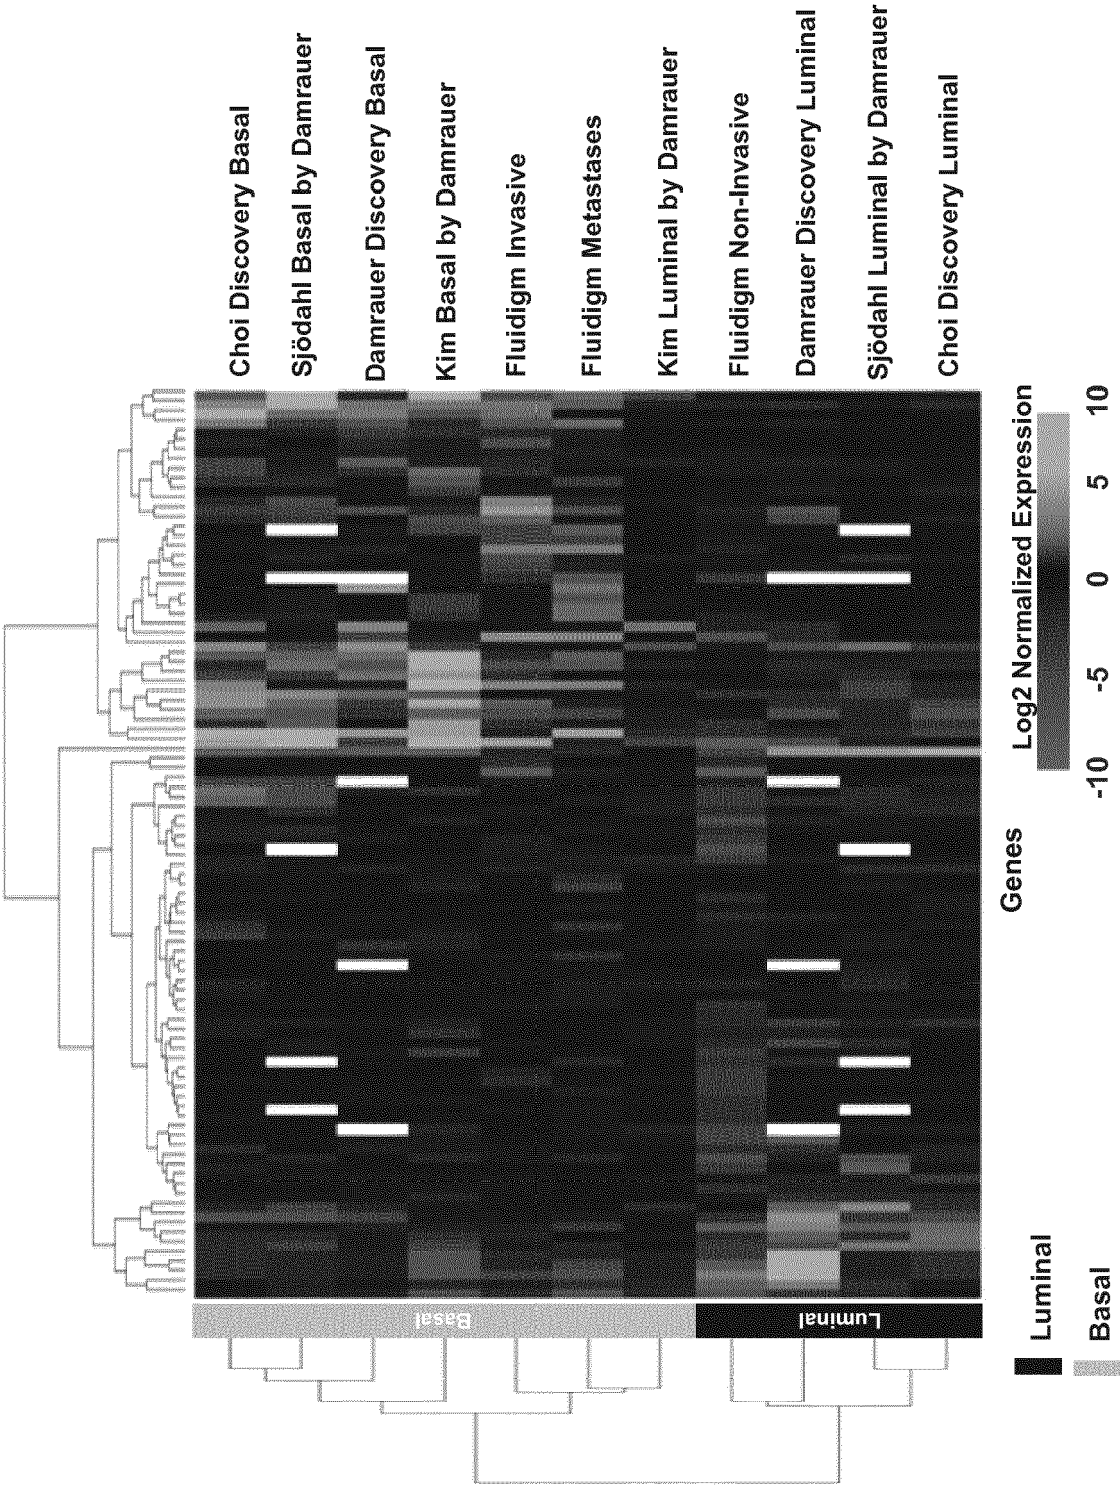 Choi Discovery Basal
Sjödahl Basal by Damrauer
Damrauer Discovery Basal
Kim Basal by Damrauer
Fluidigm Invasive
Fluidigm Metastases
Kim Luminal by Damrauer
Fluidigm Non-Invasive
Damrauer Discovery Luminal
Sjödahl Luminal by Damrauer
Choi Discovery Luminal
Basal
Luminal
Genes
Log2 Normalized Expression
-10 -5 0 5 10
Luminal
Basal